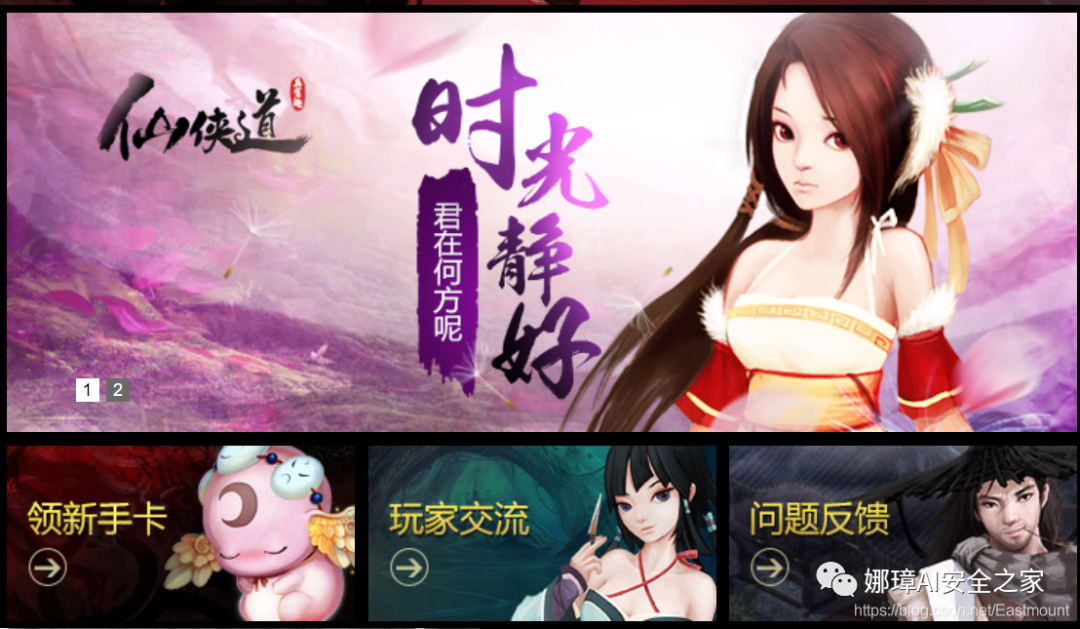 仙侠道
时光静好
君在何方呢
1 2
领新手卡
玩家交流
问题反馈
娜璋AI安全之家
https://blog.csdn.net/Eastmount